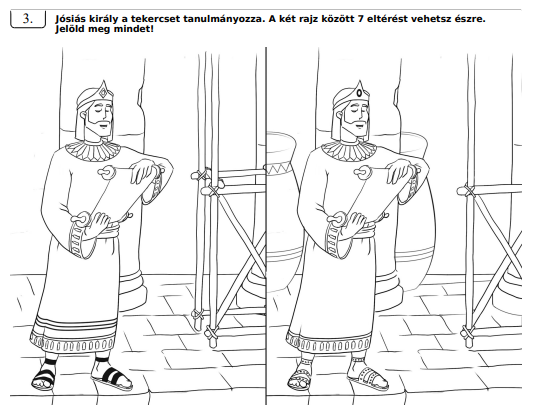 3.
Jósiás király a tekercset tanulmányozza. A két rajz között 7 eltérést vehetsz észre.
Jelöld meg mindet!